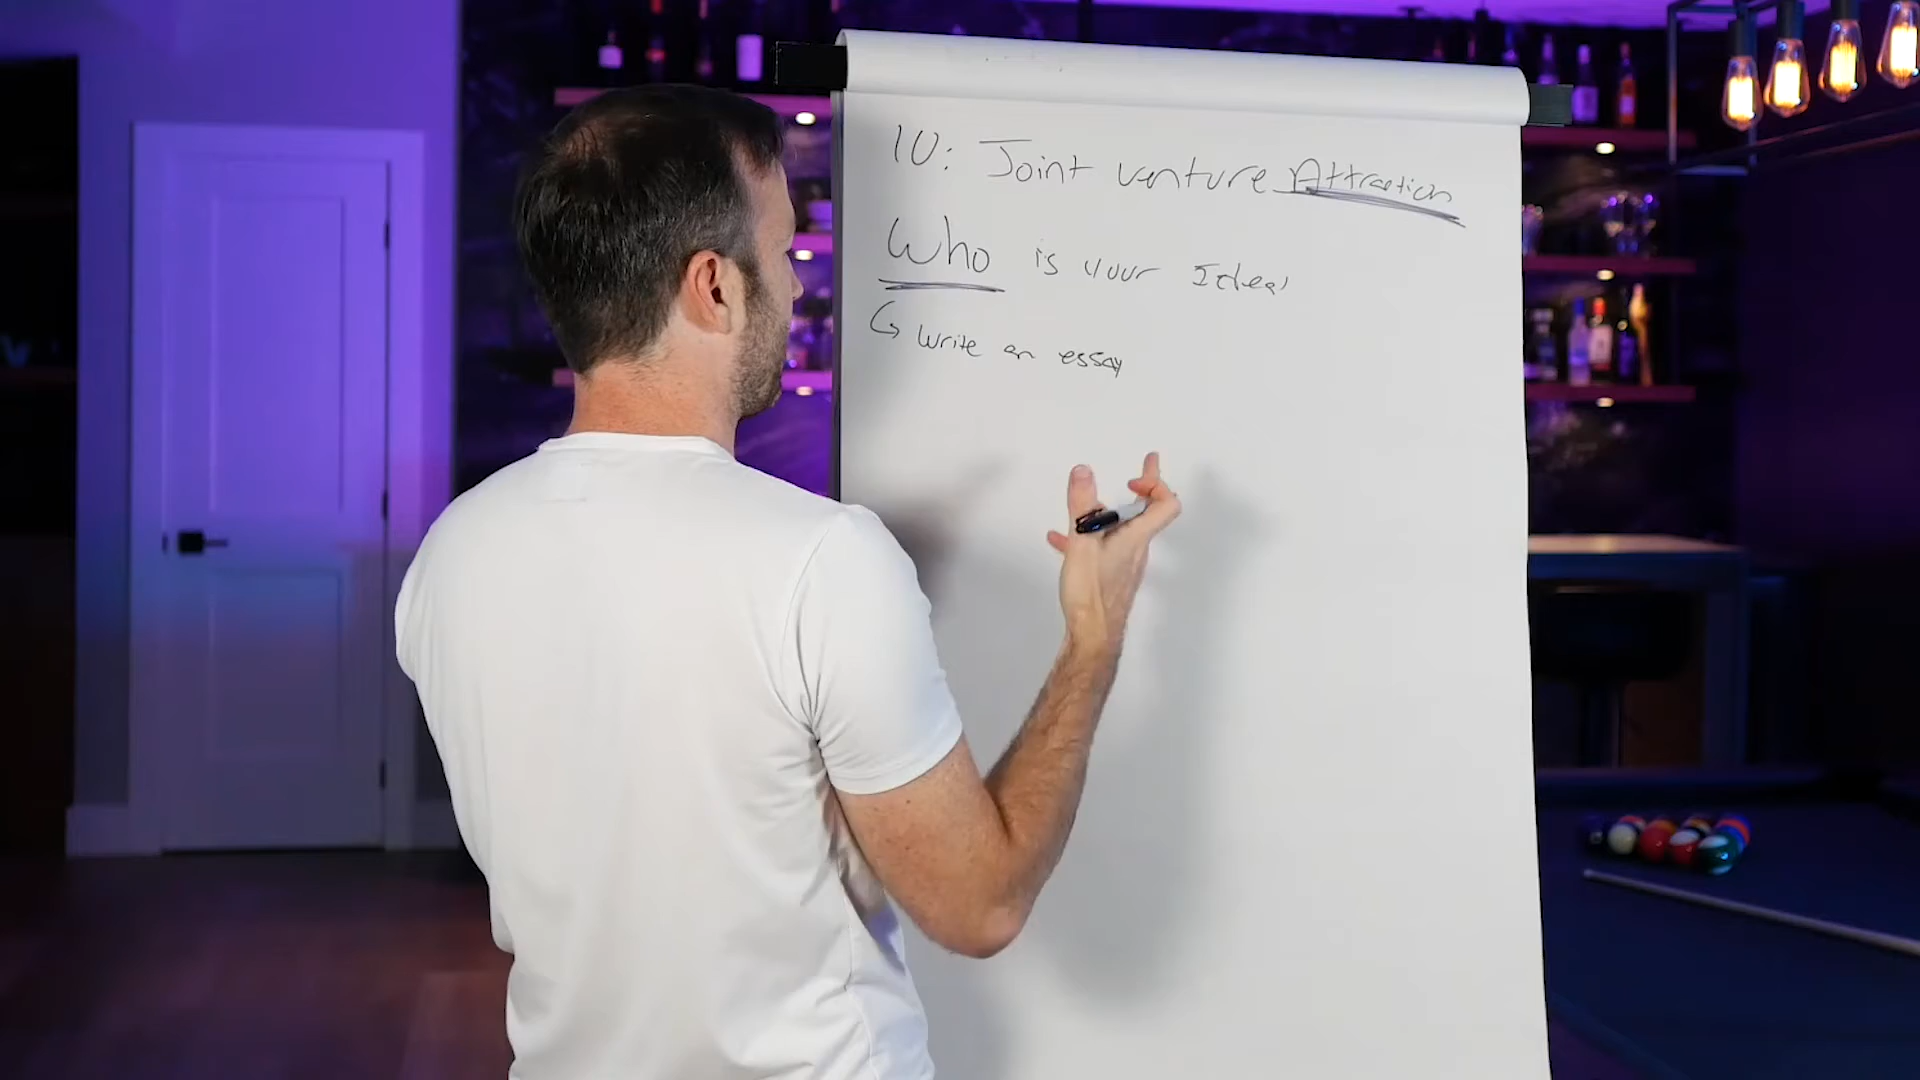 10: Joint venture Attraction
Who is your Ideal
↳ Write an essay